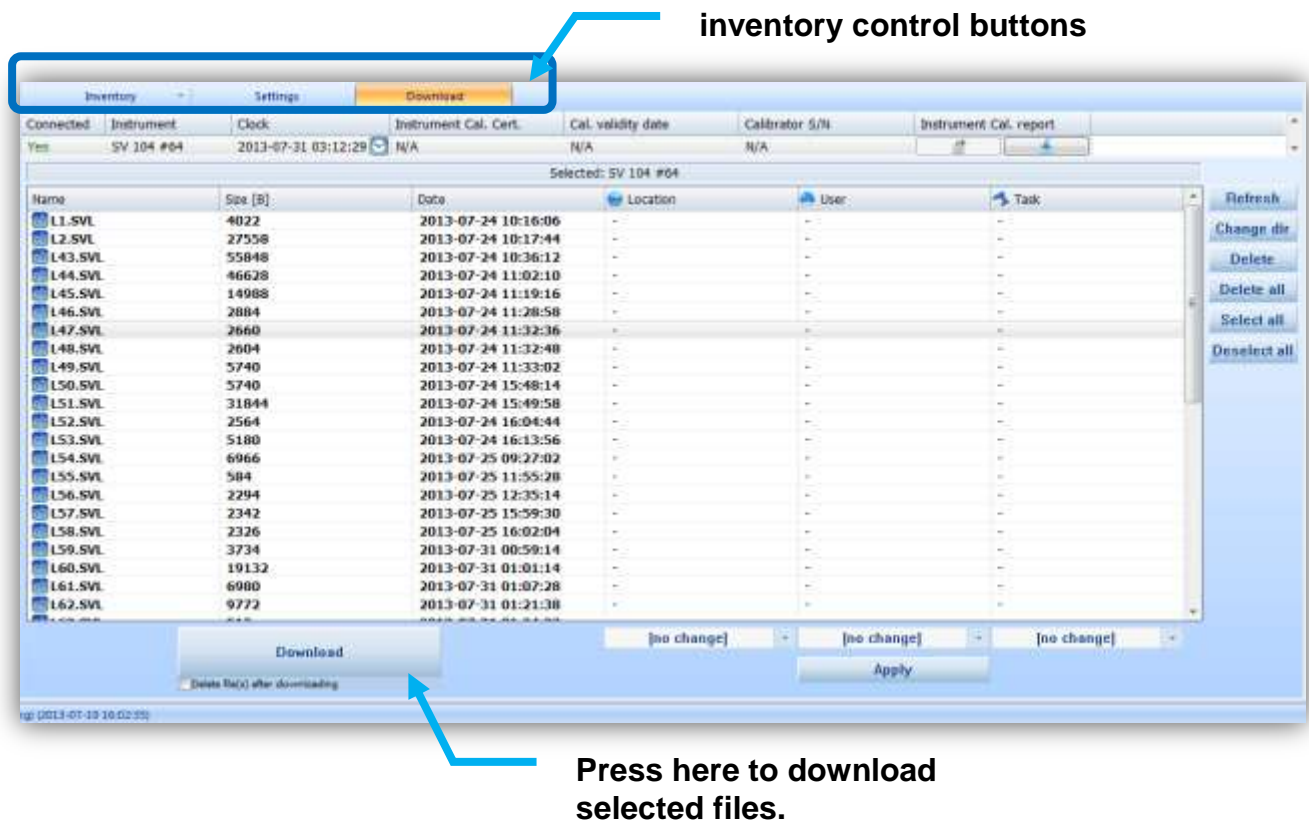 inventory control buttons
Inventory Settings Download
Connected Instrument Clock Instrument Cal. Cert. Cal. validity date Calibrator S/N Instrument Cal. report
Yes SV 104 #64 2013-07-31 03:12:29 N/A N/A N/A
Selected: SV 104 #64
Name Size [B] Date Location User Task
L1.SVL 4022 2013-07-24 10:16:06 - - -
L2.SVL 27558 2013-07-24 10:17:44 - - -
L43.SVL 55848 2013-07-24 10:36:12 - - -
L44.SVL 46628 2013-07-24 11:02:10 - - -
L45.SVL 14988 2013-07-24 11:19:16 - - -
L46.SVL 2884 2013-07-24 11:28:58 - - -
L47.SVL 2660 2013-07-24 11:32:36 - - -
L48.SVL 2604 2013-07-24 11:32:48 - - -
L49.SVL 5740 2013-07-24 11:33:02 - - -
L50.SVL 5740 2013-07-24 15:48:14 - - -
L51.SVL 31844 2013-07-24 15:49:58 - - -
L52.SVL 2564 2013-07-24 16:04:44 - - -
L53.SVL 5180 2013-07-24 16:13:56 - - -
L54.SVL 6966 2013-07-25 09:27:02 - - -
L55.SVL 584 2013-07-25 11:55:28 - - -
L56.SVL 2294 2013-07-25 12:35:14 - - -
L57.SVL 2342 2013-07-25 15:59:30 - - -
L58.SVL 2326 2013-07-25 16:02:04 - - -
L59.SVL 3734 2013-07-31 00:59:14 - - -
L60.SVL 19132 2013-07-31 01:01:14 - - -
L61.SVL 6980 2013-07-31 01:07:28 - - -
L62.SVL 9772 2013-07-31 01:21:38 - - -
Refresh
Change dir
Delete
Delete all
Select all
Deselect all
[no change] [no change] [no change]
Download
Apply
Delete file(s) after downloading
Press here to download
selected files.